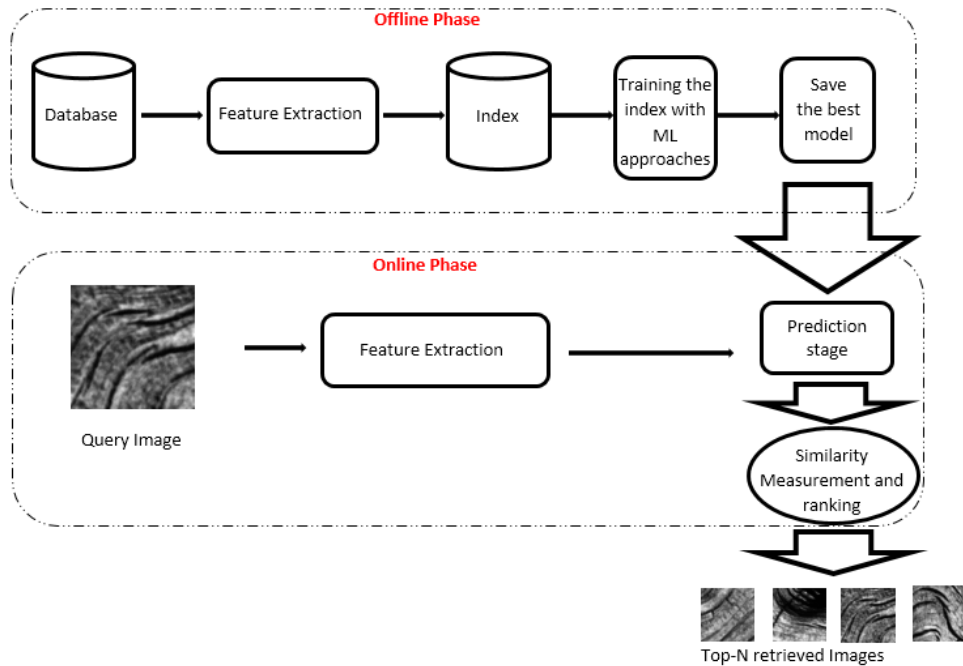 Offline Phase
Database
Feature Extraction
Index
Training the
index with
ML
approaches
Save
the best
model
Online Phase
Query Image
Feature Extraction
Prediction
stage
Similarity
Measurement and
ranking
Top-N retrieved Images